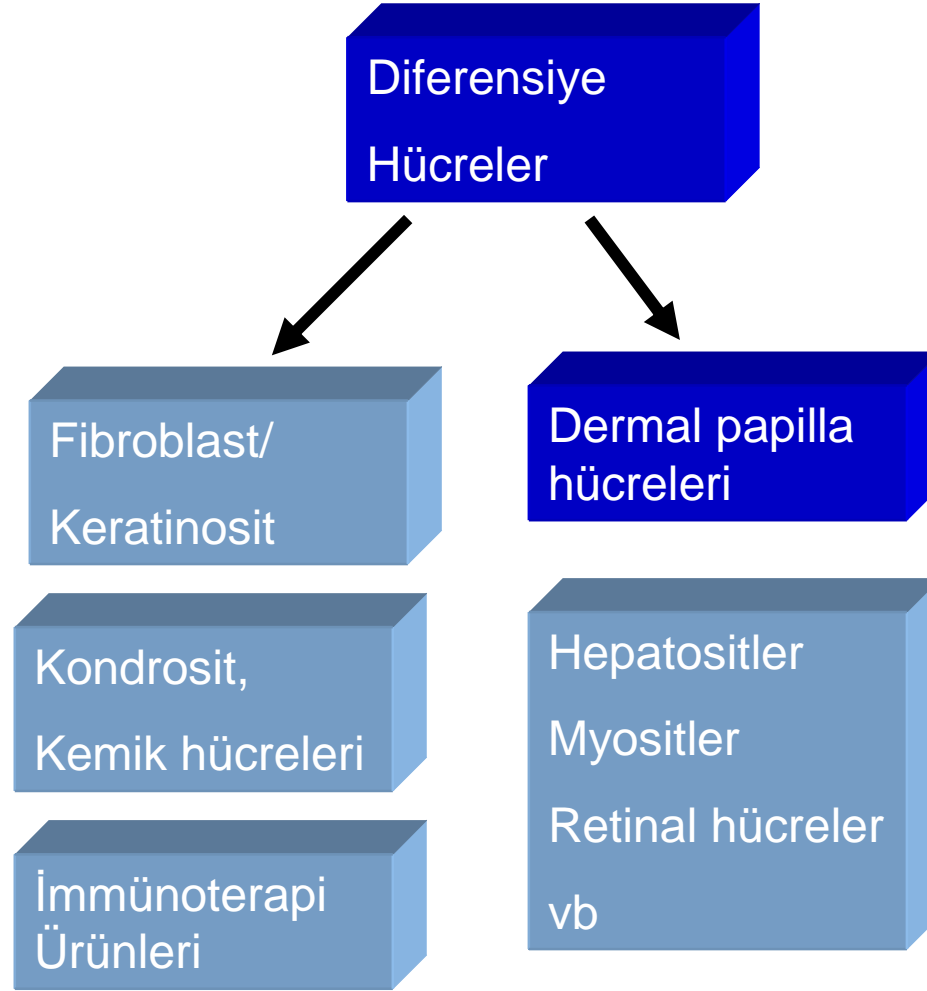 Diferensiye
Hücreler
Fibroblast/
Keratinosit
Kondrosit,
Kemik hücreleri
İmmünoterapi
Ürünleri
Dermal papilla
hücreleri
Hepatositler
Myositler
Retinal hücreler
vb